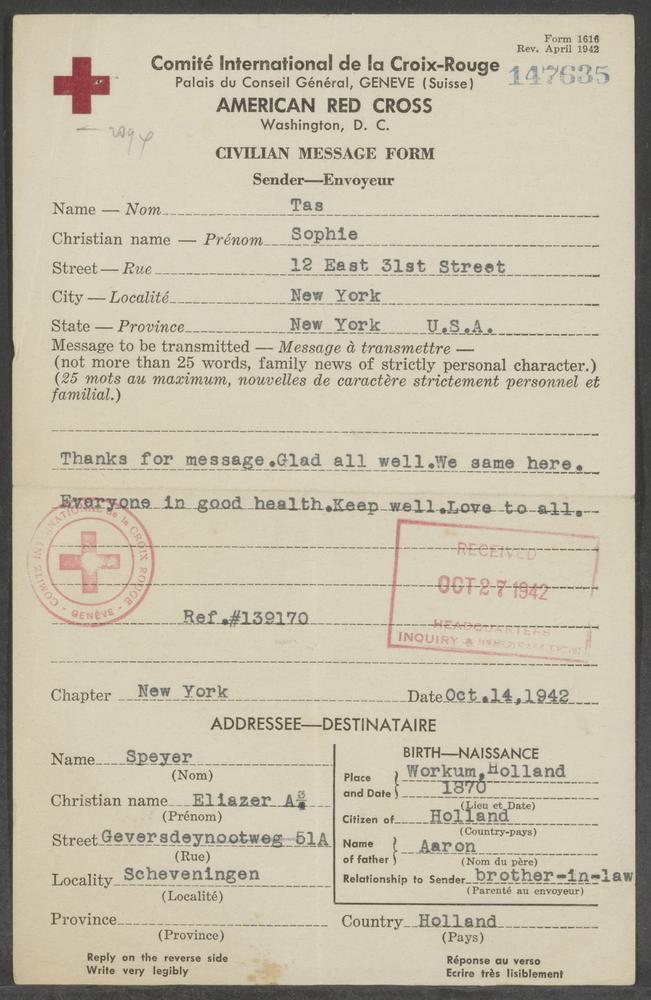 Form 1616
Rev. April 1942
Comité International de la Croix-Rouge
147635
Palais du Conseil Général, GENEVE (Suisse)
AMERICAN RED CROSS
Washington, D. C.
CIVILIAN MESSAGE FORM
Sender—Envoyeur
Name — Nom Tas
Christian name — Prénom Sophie
Street — Rue 12 East 31st Street
City — Localité New York
State — Province New York U.S.A.
Message to be transmitted — Message à transmettre —
(not more than 25 words, family news of strictly personal character.)
(25 mots au maximum, nouvelles de caractère strictement personnel et
familial.)
Thanks for message.Glad all well.We same here.
Everyone in good health.Keep well.Love to all.
COMITÉ INTERNATIONAL de la CROIX ROUGE - GENÈVE -
RECEIVED
OCT 27 1942
HEADQUARTERS
INQUIRY &
Ref.#139170
Chapter New York Date Oct.14,1942
ADDRESSEE—DESTINATAIRE
Name Speyer
(Nom)
Christian name Eliazer A.
(Prénom)
Street Geversdeynootweg 51A
(Rue)
Locality Scheveningen
(Localité)
Province
(Province)
BIRTH—NAISSANCE
Place and Date Workum, Holland
1870
(Lieu et Date)
Citizen of Holland
(Country-pays)
Name of father Aaron
(Nom du père)
Relationship to Sender brother-in-law
(Parenté au envoyeur)
Country Holland
(Pays)
Reply on the reverse side
Write very legibly
Réponse au verso
Ecrire très lisiblement